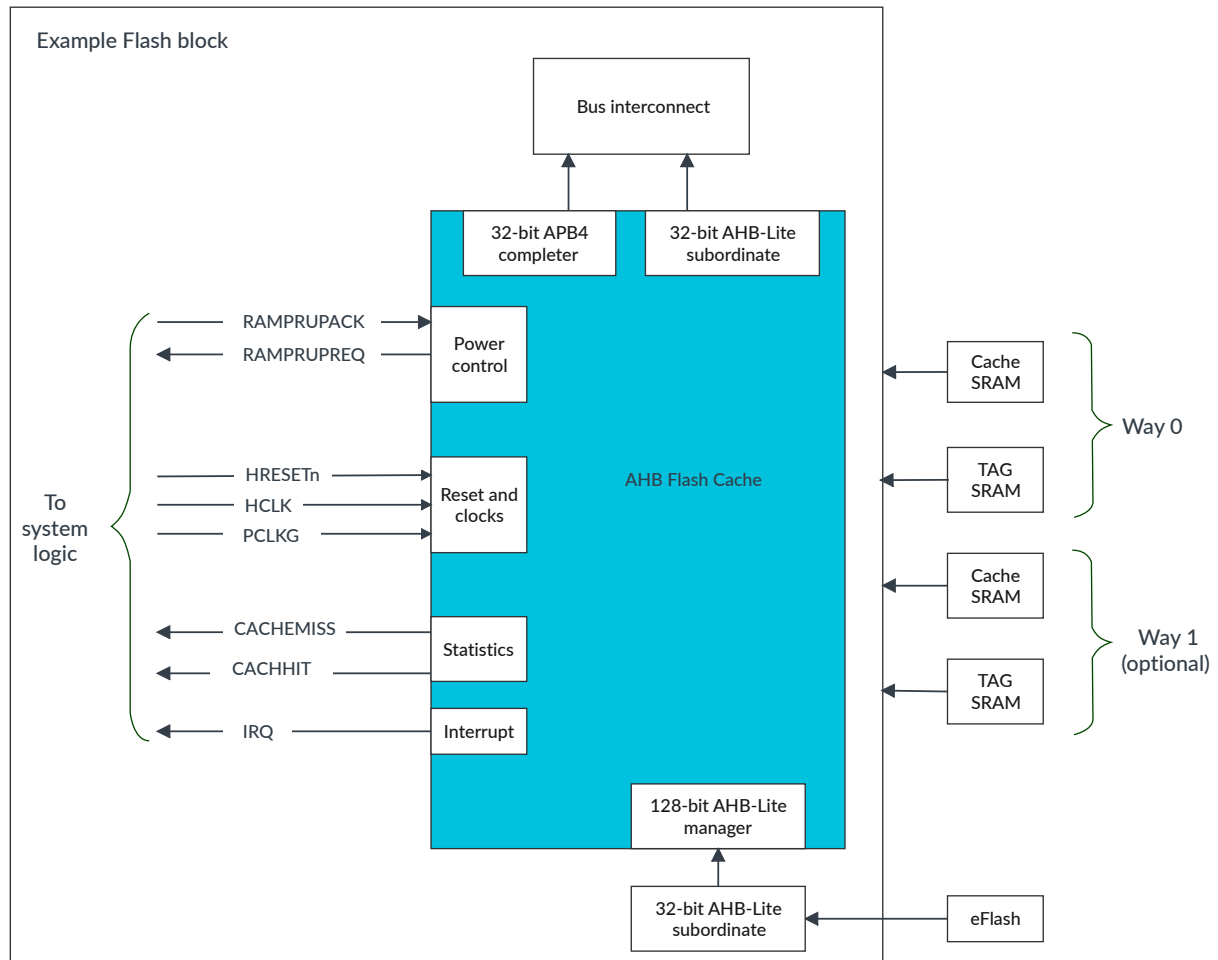 Example Flash block
Bus interconnect
32-bit APB4
completer
32-bit AHB-Lite
subordinate
RAMPRUPACK
RAMPRUPREQ
Power
control
HRESETn
HCLK
PCLKG
Reset and
clocks
To
system
logic
CACHEMISS
CACHHIT
Statistics
IRQ
Interrupt
AHB Flash Cache
Cache
SRAM
TAG
SRAM
Way 0
Cache
SRAM
TAG
SRAM
Way 1
(optional)
128-bit AHB-Lite
manager
32-bit AHB-Lite
subordinate
eFlash